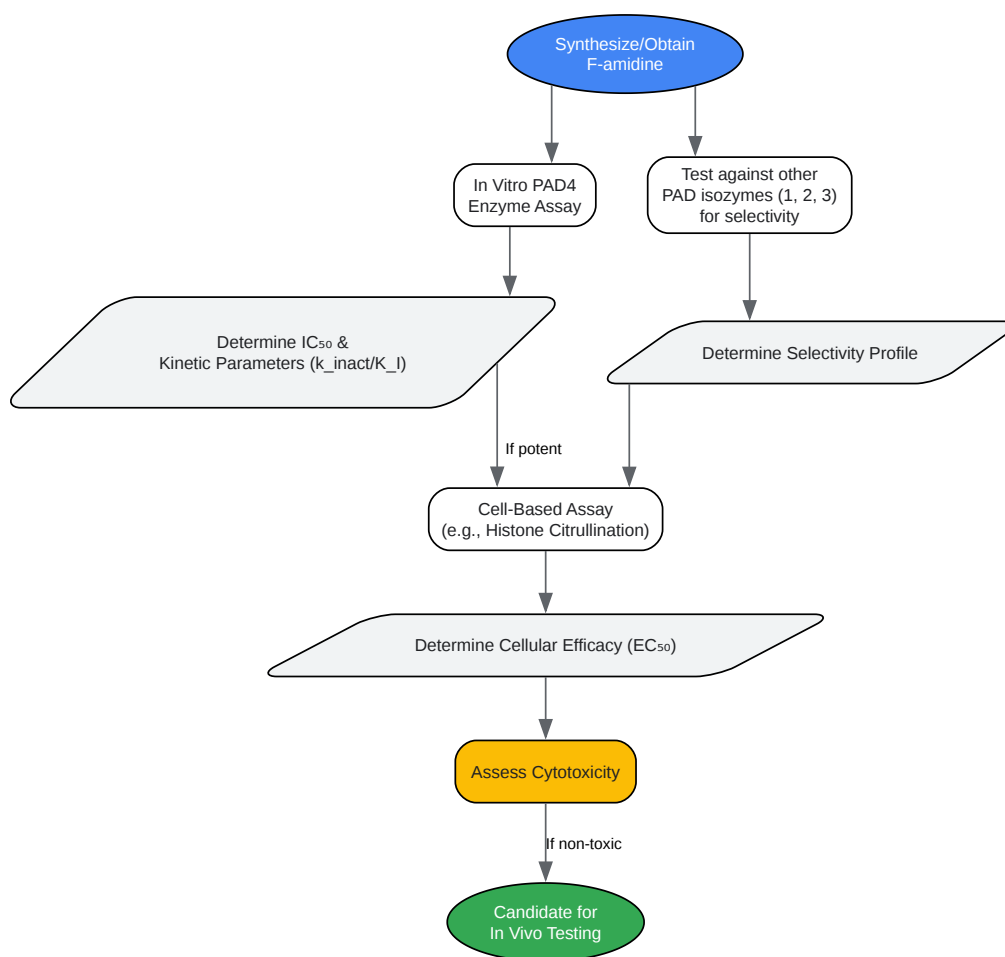 Synthesize/Obtain
F-amidine
In Vitro PAD4
Enzyme Assay
Test against other
PAD isozymes (1, 2, 3)
for selectivity
Determine IC₅₀ &
Kinetic Parameters (k_inact/K_I)
Determine Selectivity Profile
If potent
Cell-Based Assay
(e.g., Histone Citrullination)
Determine Cellular Efficacy (EC₅₀)
Assess Cytotoxicity
If non-toxic
Candidate for
In Vivo Testing